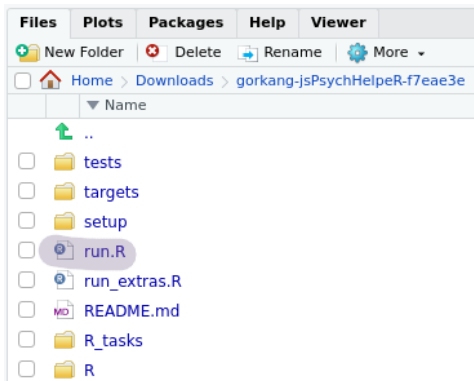 Files Plots Packages Help Viewer
New Folder Delete Rename More
Home Downloads gorkang-jsPsychHelpeR-f7eae3e
Name
..
tests
targets
setup
run.R
run_extras.R
MD README.md
R_tasks
R